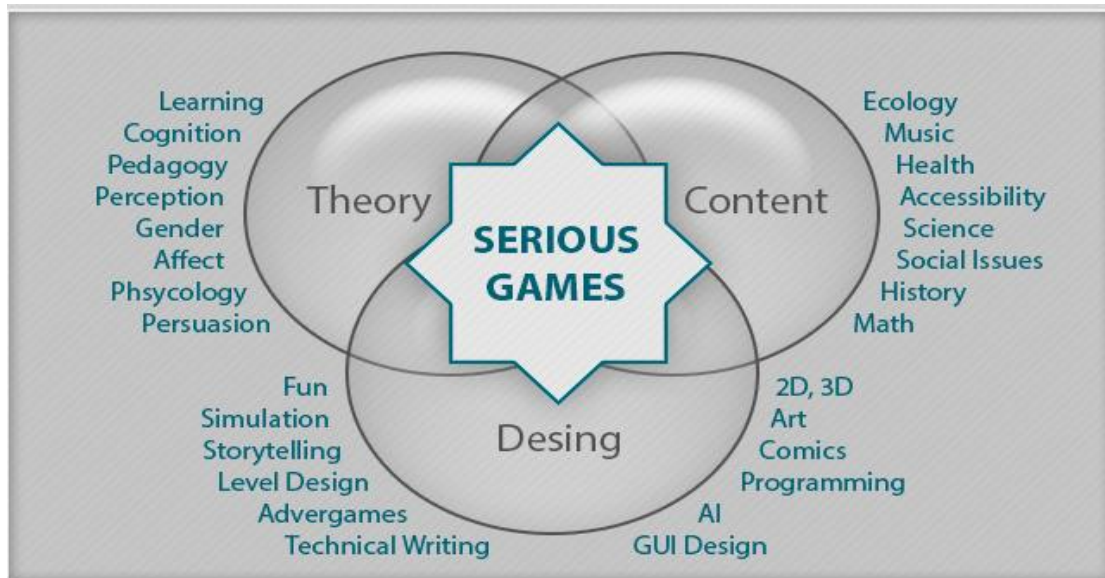 Learning
Cognition
Pedagogy
Perception
Gender
Affect
Phsycology
Persuasion
Theory
SERIOUS
GAMES
Content
Ecology
Music
Health
Accessibility
Science
Social Issues
History
Math
Fun
Simulation
Storytelling
Level Design
Advergames
Technical Writing
Desing
2D, 3D
Art
Comics
Programming
AI
GUI Design